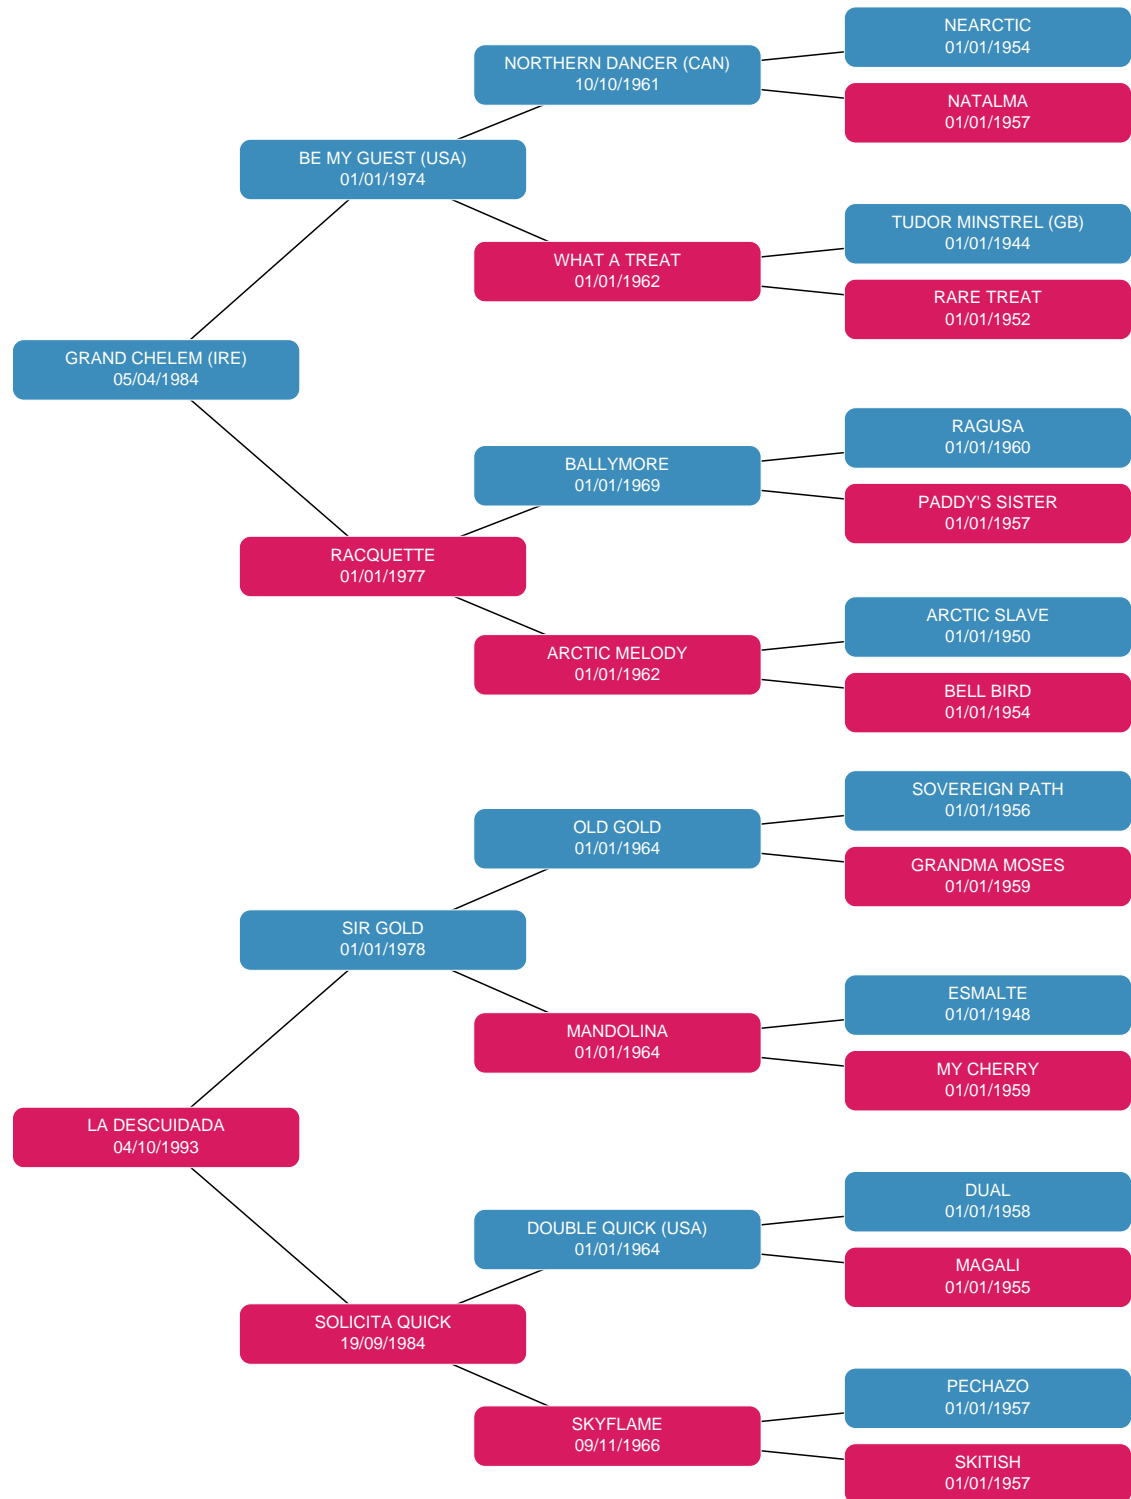 NEARCTIC
01/01/1954
NORTHERN DANCER (CAN)
10/10/1961
NATALMA
01/01/1957
BE MY GUEST (USA)
01/01/1974
TUDOR MINSTREL (GB)
01/01/1944
WHAT A TREAT
01/01/1962
RARE TREAT
01/01/1952
GRAND CHELEM (IRE)
05/04/1984
RAGUSA
01/01/1960
BALLYMORE
01/01/1969
PADDY'S SISTER
01/01/1957
RACQUETTE
01/01/1977
ARCTIC SLAVE
01/01/1950
ARCTIC MELODY
01/01/1962
BELL BIRD
01/01/1954
SOVEREIGN PATH
01/01/1956
OLD GOLD
01/01/1964
GRANDMA MOSES
01/01/1959
SIR GOLD
01/01/1978
ESMALTE
01/01/1948
MANDOLINA
01/01/1964
MY CHERRY
01/01/1959
LA DESCUIDADA
04/10/1993
DUAL
01/01/1958
DOUBLE QUICK (USA)
01/01/1964
MAGALI
01/01/1955
SOLICITA QUICK
19/09/1984
PECHAZO
01/01/1957
SKYFLAME
09/11/1966
SKITISH
01/01/1957